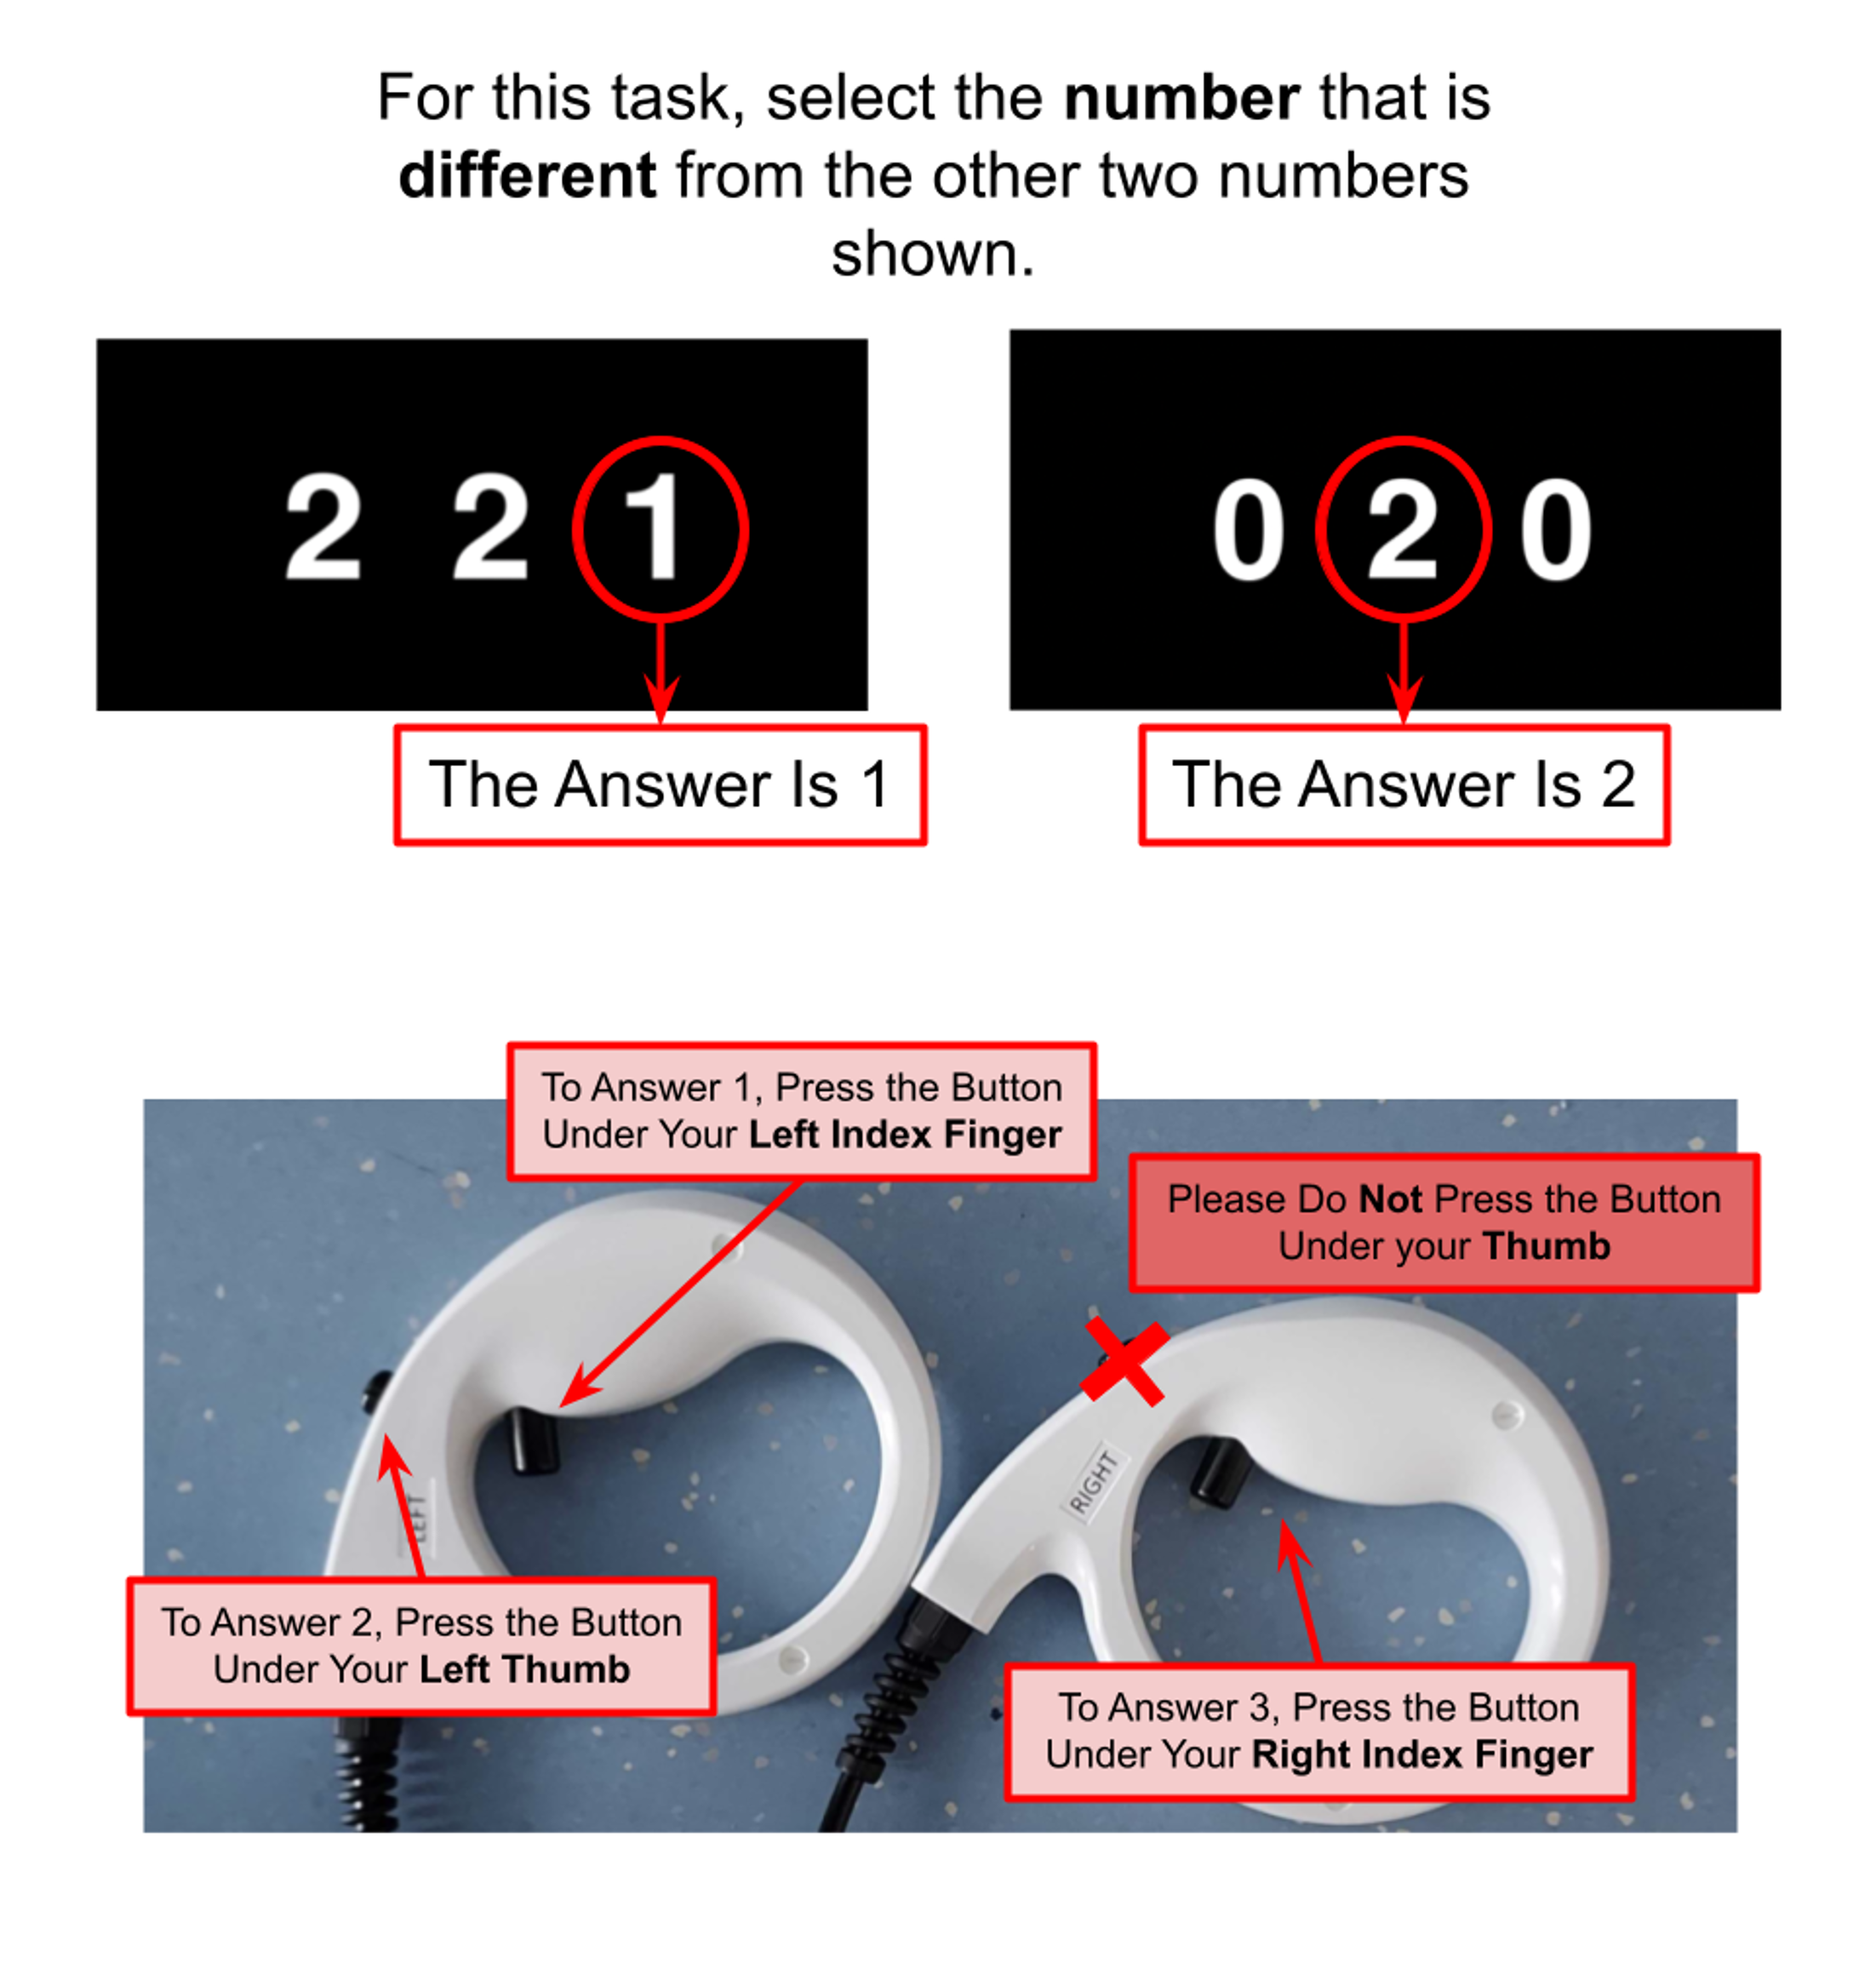 For this task, select the number that is
different from the other two numbers
shown.
2 2 1
0 2 0
The Answer Is 1
The Answer Is 2
To Answer 1, Press the Button
Under Your Left Index Finger
Please Do Not Press the Button
Under your Thumb
LEFT
RIGHT
To Answer 2, Press the Button
Under Your Left Thumb
To Answer 3, Press the Button
Under Your Right Index Finger